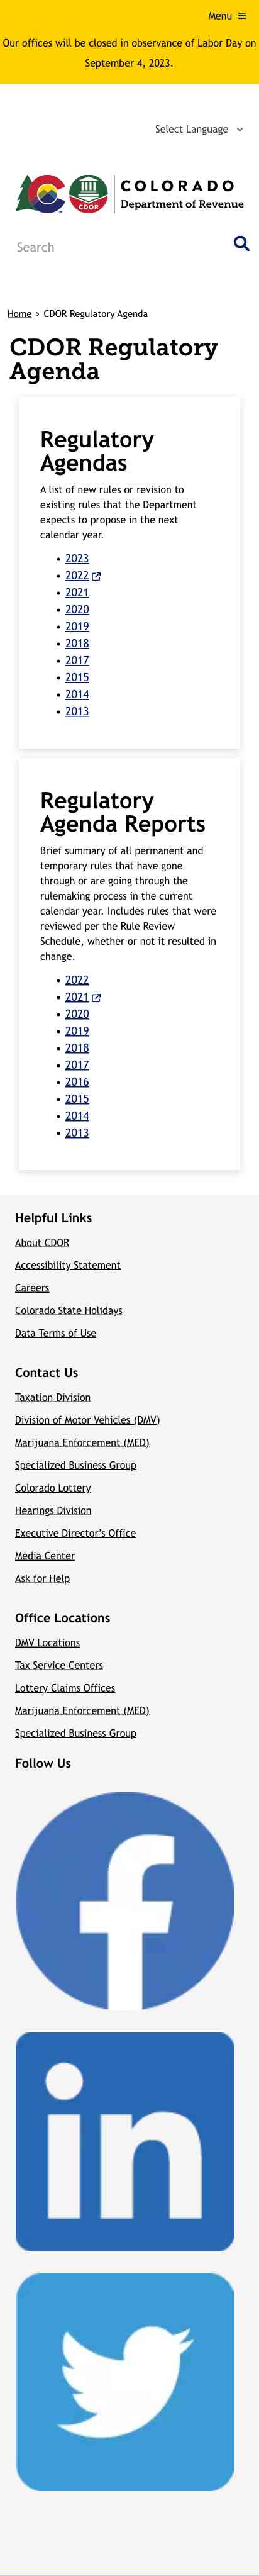 Menu ≡
Our offices will be closed in observance of Labor Day on
September 4, 2023.
Select Language
CDOR
COLORADO
Department of Revenue
Search
Home › CDOR Regulatory Agenda
CDOR Regulatory
Agenda
Regulatory
Agendas
A list of new rules or revision to
existing rules that the Department
expects to propose in the next
calendar year.
• 2023
• 2022
• 2021
• 2020
• 2019
• 2018
• 2017
• 2015
• 2014
• 2013
Regulatory
Agenda Reports
Brief summary of all permanent and
temporary rules that have gone
through or are going through the
rulemaking process in the current
calendar year. Includes rules that were
reviewed per the Rule Review
Schedule, whether or not it resulted in
change.
• 2022
• 2021
• 2020
• 2019
• 2018
• 2017
• 2016
• 2015
• 2014
• 2013
Helpful Links
About CDOR
Accessibility Statement
Careers
Colorado State Holidays
Data Terms of Use
Contact Us
Taxation Division
Division of Motor Vehicles (DMV)
Marijuana Enforcement (MED)
Specialized Business Group
Colorado Lottery
Hearings Division
Executive Director’s Office
Media Center
Ask for Help
Office Locations
DMV Locations
Tax Service Centers
Lottery Claims Offices
Marijuana Enforcement (MED)
Specialized Business Group
Follow Us
f
in